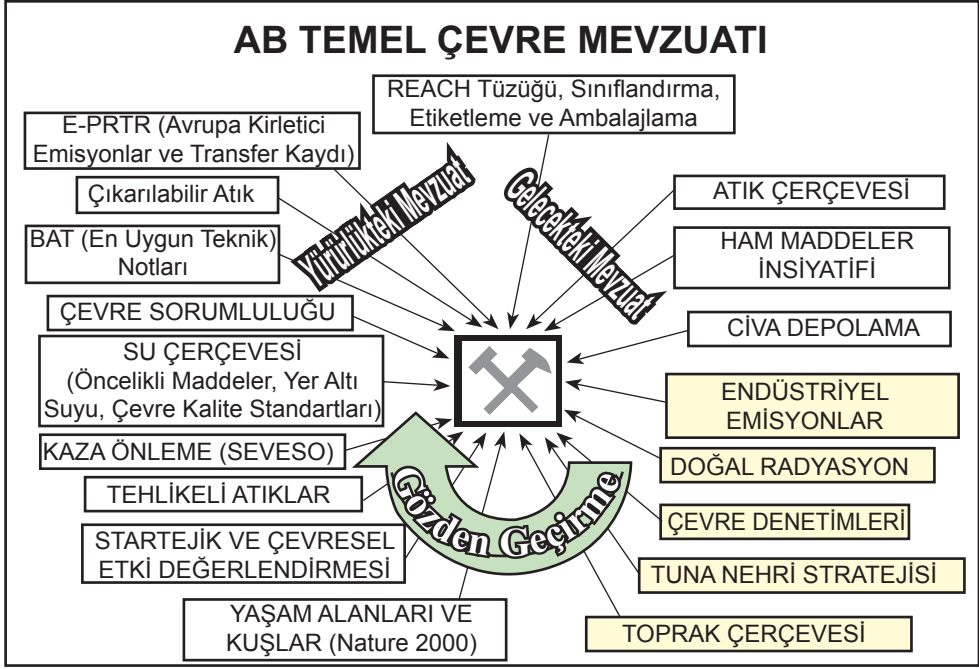 AB TEMEL ÇEVRE MEVZUATI
REACH Tüzüğü, Sınıflandırma,
Etiketleme ve Ambalajlama
E-PRTR (Avrupa Kirletici
Emisyonlar ve Transfer Kaydı)
Çıkarılabilir Atık
BAT (En Uygun Teknik)
Notları
ÇEVRE SORUMLULUĞU
SU ÇERÇEVESİ
(Öncelikli Maddeler, Yer Altı
Suyu, Çevre Kalite Standartları)
KAZA ÖNLEME (SEVESO)
TEHLİKELİ ATIKLAR
STARTEJİK VE ÇEVRESEL
ETKİ DEĞERLENDİRMESİ
YAŞAM ALANLARI VE
KUŞLAR (Nature 2000)
Yürürlükteki Mevzuat
Gelecekteki Mevzuat
Gözden Geçirme
ATIK ÇERÇEVESİ
HAM MADDELER
İNSİYATİFİ
CİVA DEPOLAMA
ENDÜSTRİYEL
EMİSYONLAR
DOĞAL RADYASYON
ÇEVRE DENETİMLERİ
TUNA NEHRİ STRATEJİSİ
TOPRAK ÇERÇEVESİ